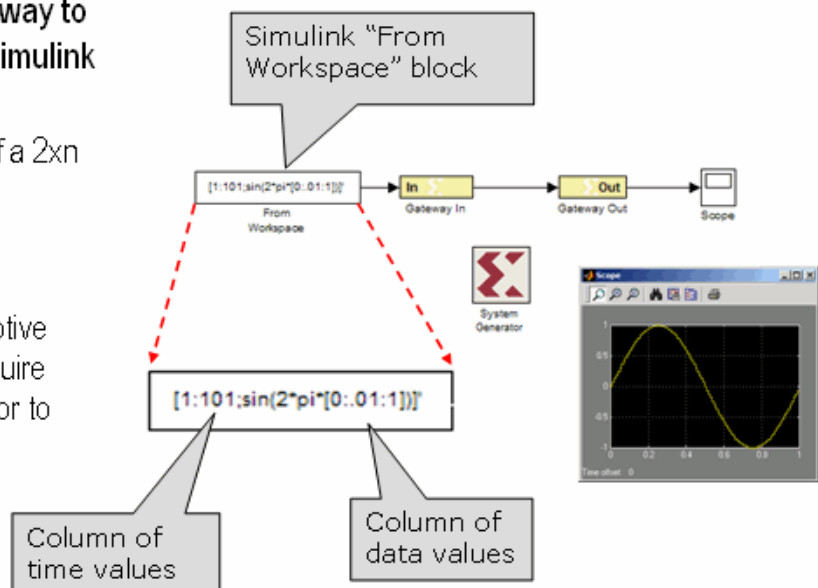 way to
imulink
f a 2xn
otive
uire
or to
Simulink "From
Workspace" block
[1:101;sin(2*pi*[0:.01:1])]'
From
Workspace
In
Gateway In
Out
Gateway Out
Scope
System
Generator
Scope
1
0.5
0
-0.5
-1
0
0.2
0.4
0.6
0.8
1
Time offset: 0
[1:101;sin(2*pi*[0:.01:1])]'
Column of
time values
Column of
data values